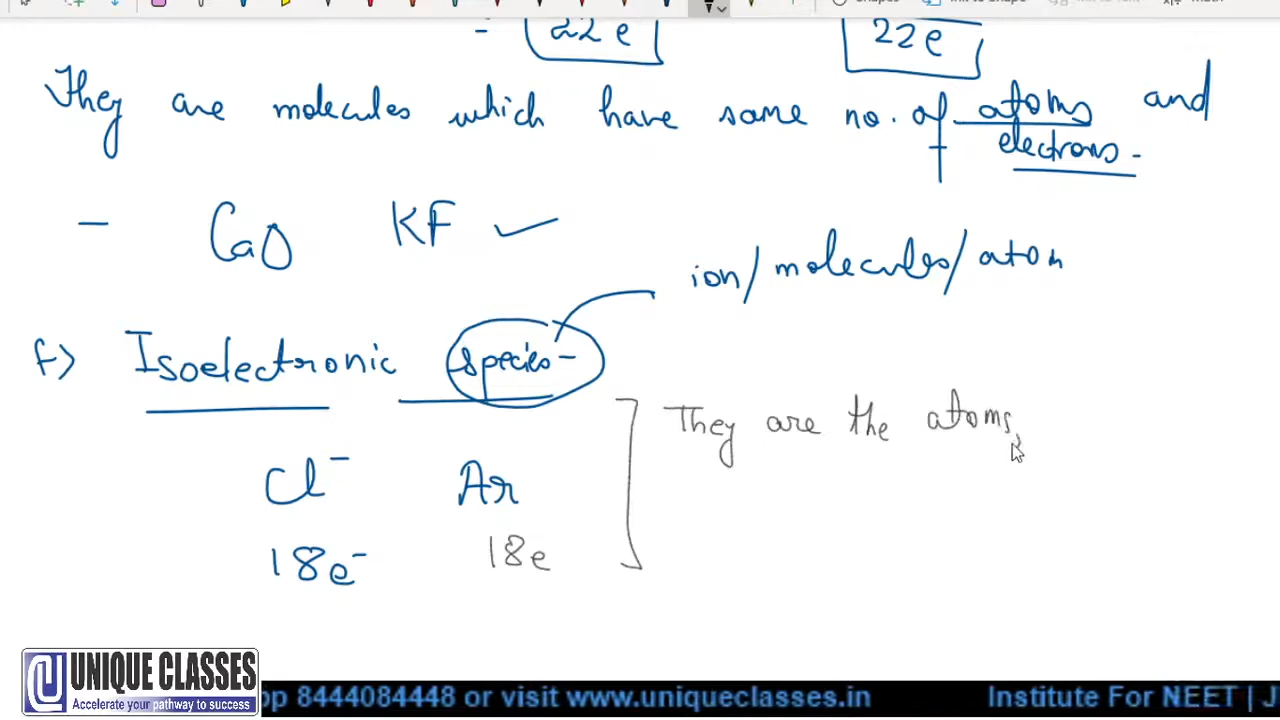 = 22 e 22 e
They are molecules which have same no. of atoms and
electrons -
- CaO KF ✓
ion/molecules/atom
f) Isoelectronic species-
They are the atoms,
Cl⁻ Ar
18e⁻ 18e
UNIQUE CLASSES
Accelerate your pathway to success
pp 8444084448 or visit www.uniqueclasses.in Institute For NEET | J